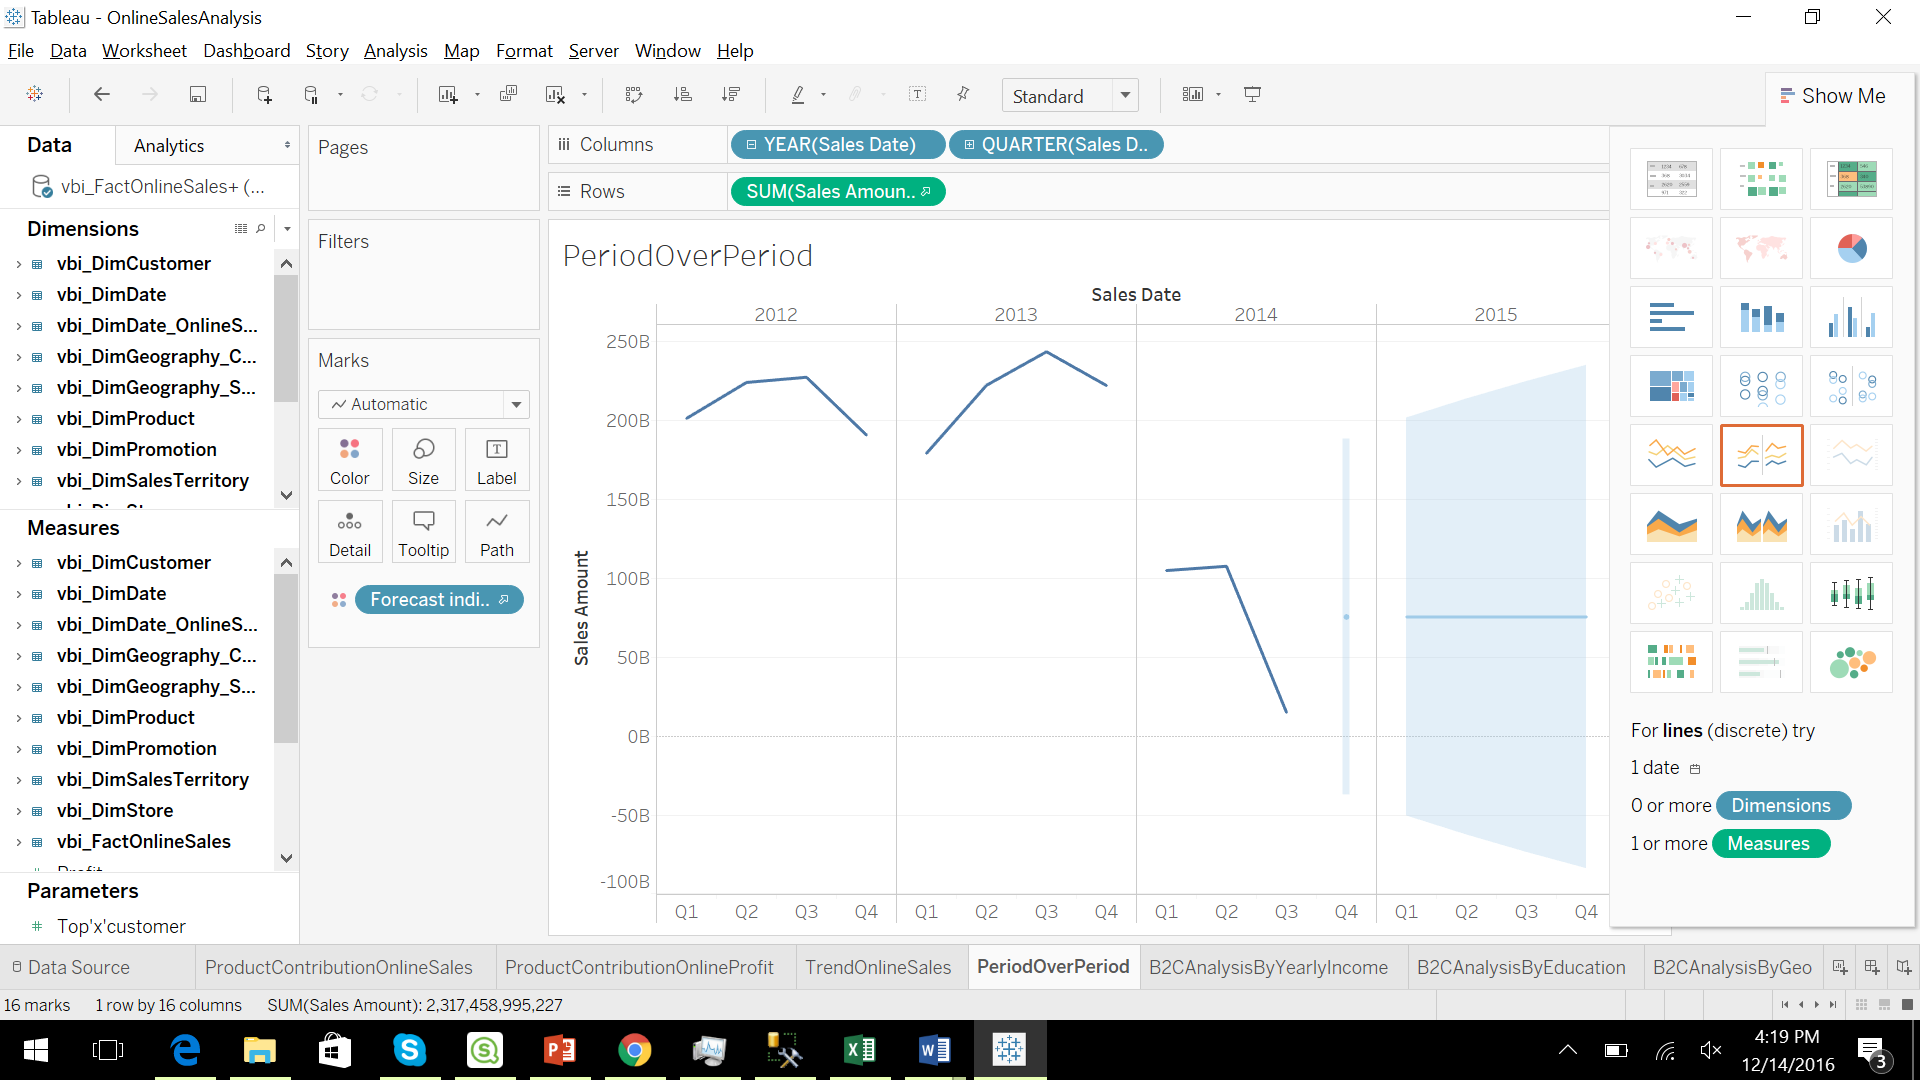 Tableau - OnlineSalesAnalysis
File Data Worksheet Dashboard Story Analysis Map Format Server Window Help
Standard
Show Me
Data Analytics
vbi_FactOnlineSales+ (...
Dimensions
vbi_DimCustomer
vbi_DimDate
vbi_DimDate_OnlineS...
vbi_DimGeography_C...
vbi_DimGeography_S...
vbi_DimProduct
vbi_DimPromotion
vbi_DimSalesTerritory
Measures
vbi_DimCustomer
vbi_DimDate
vbi_DimDate_OnlineS...
vbi_DimGeography_C...
vbi_DimGeography_S...
vbi_DimProduct
vbi_DimPromotion
vbi_DimSalesTerritory
vbi_DimStore
vbi_FactOnlineSales
Parameters
Top'x'customer
Pages
Filters
Marks
Automatic
Color Size Label
Detail Tooltip Path
Forecast indi..
Columns YEAR(Sales Date) QUARTER(Sales D..
Rows SUM(Sales Amoun..
PeriodOverPeriod
Sales Date
2012 2013 2014 2015
Sales Amount
250B
200B
150B
100B
50B
0B
-50B
-100B
Q1 Q2 Q3 Q4 Q1 Q2 Q3 Q4 Q1 Q2 Q3 Q4 Q1 Q2 Q3 Q4
For lines (discrete) try
1 date
0 or more Dimensions
1 or more Measures
Data Source ProductContributionOnlineSales ProductContributionOnlineProfit TrendOnlineSales PeriodOverPeriod B2CAnalysisByYearlyIncome B2CAnalysisByEducation B2CAnalysisByGeo
16 marks 1 row by 16 columns SUM(Sales Amount): 2,317,458,995,227
4:19 PM
12/14/2016
3